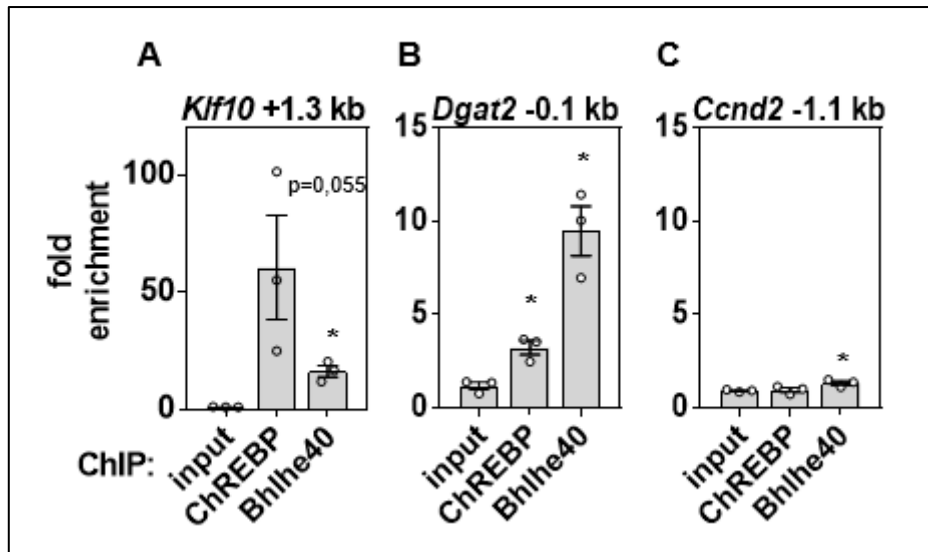 A
B
C
Klf10 +1.3 kb
Dgat2 -0.1 kb
Ccnd2 -1.1 kb
fold
enrichment
100
50
0
p=0,055
*
15
10
5
0
*
*
15
10
5
0
*
ChIP:
input
ChREBP
Bhlhe40
input
ChREBP
Bhlhe40
input
ChREBP
Bhlhe40